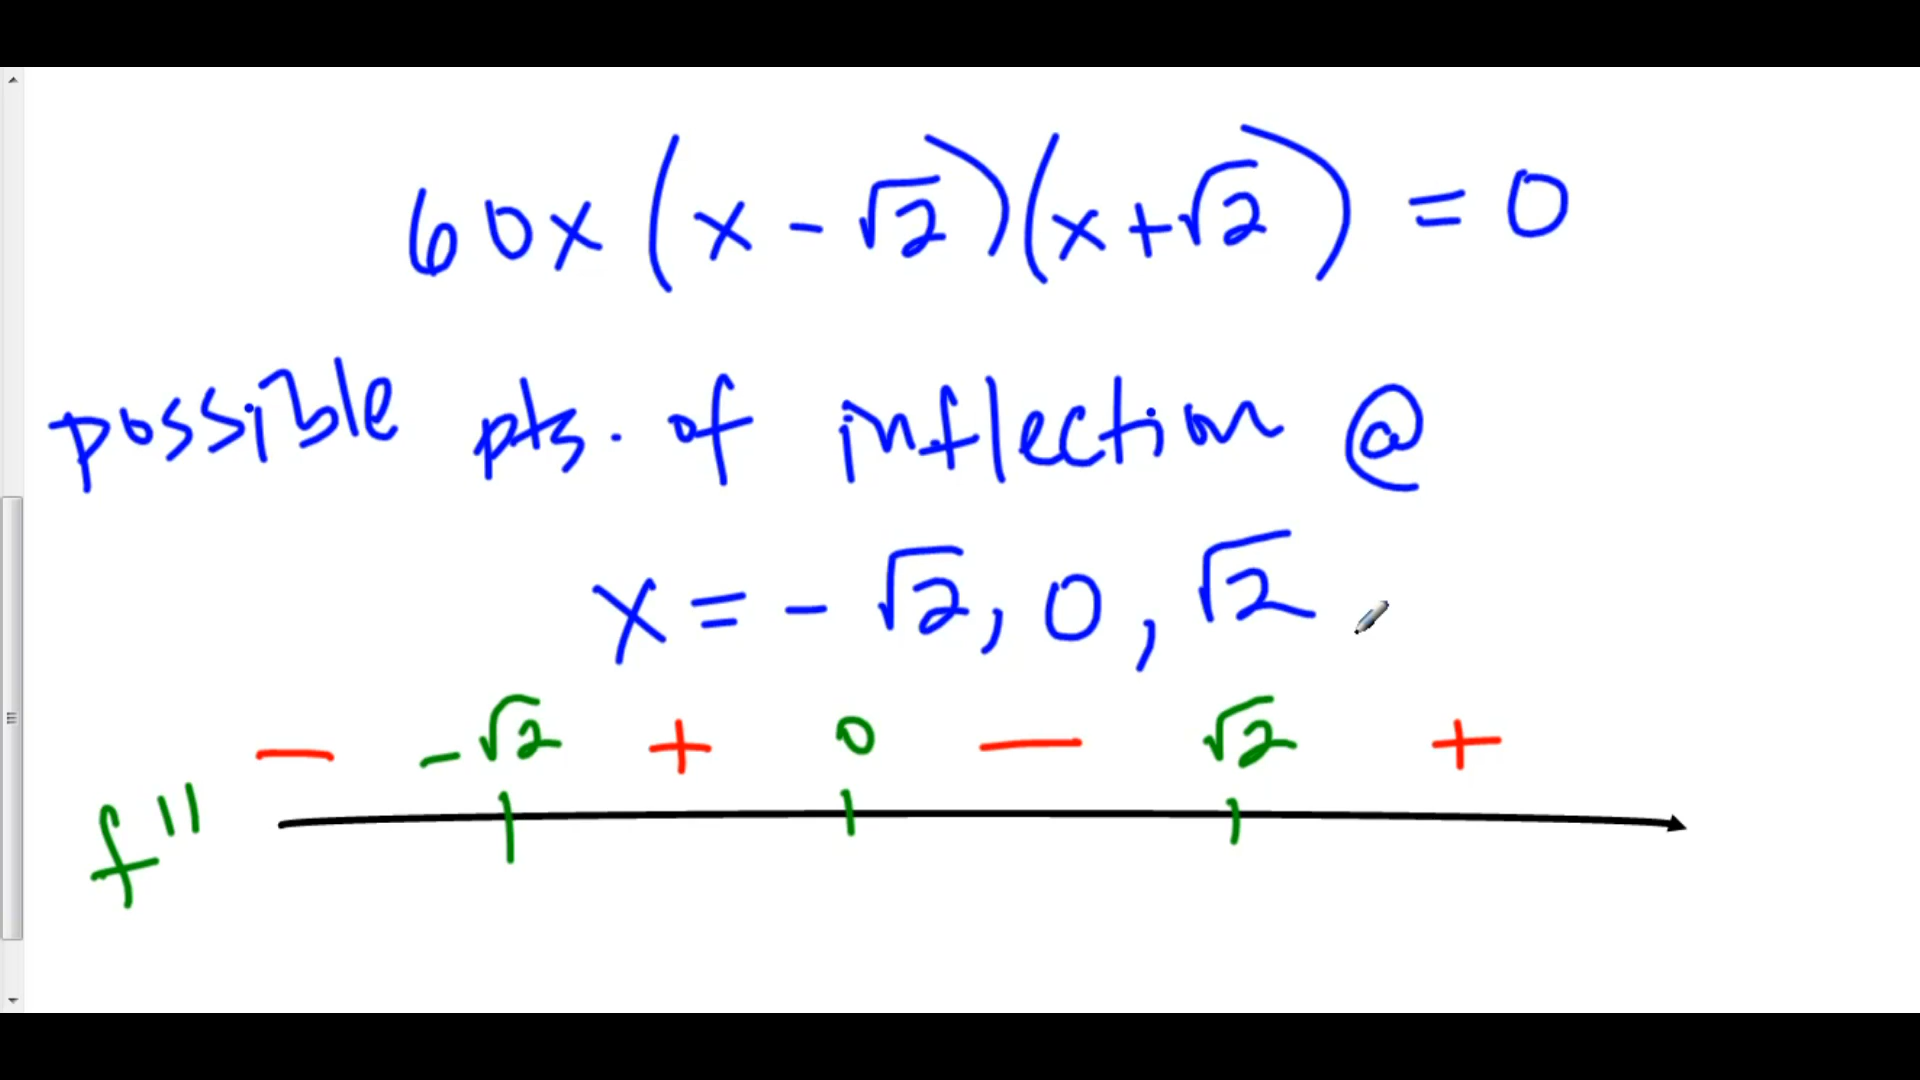 60x(x - √2)(x + √2) = 0
possible pts. of inflection @
x = - √2, 0, √2
− -√2 + 0 − √2 +
f''